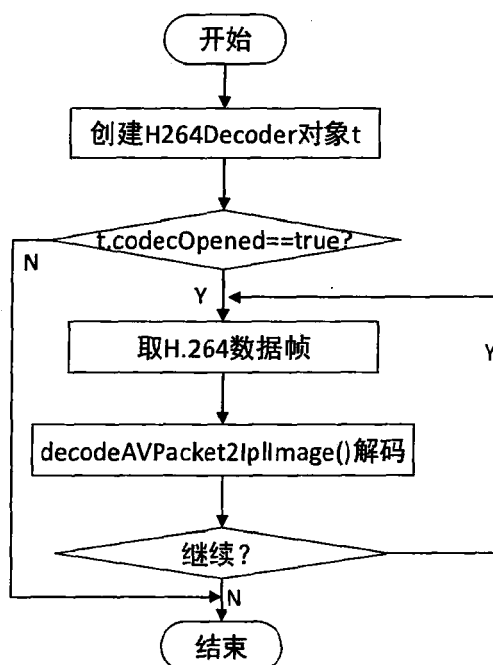 开始
创建H264Decoder对象t
t.codecOpened==true?
N
Y
取H.264数据帧
Y
decodeAVPacket2IplImage()解码
继续？
N
结束